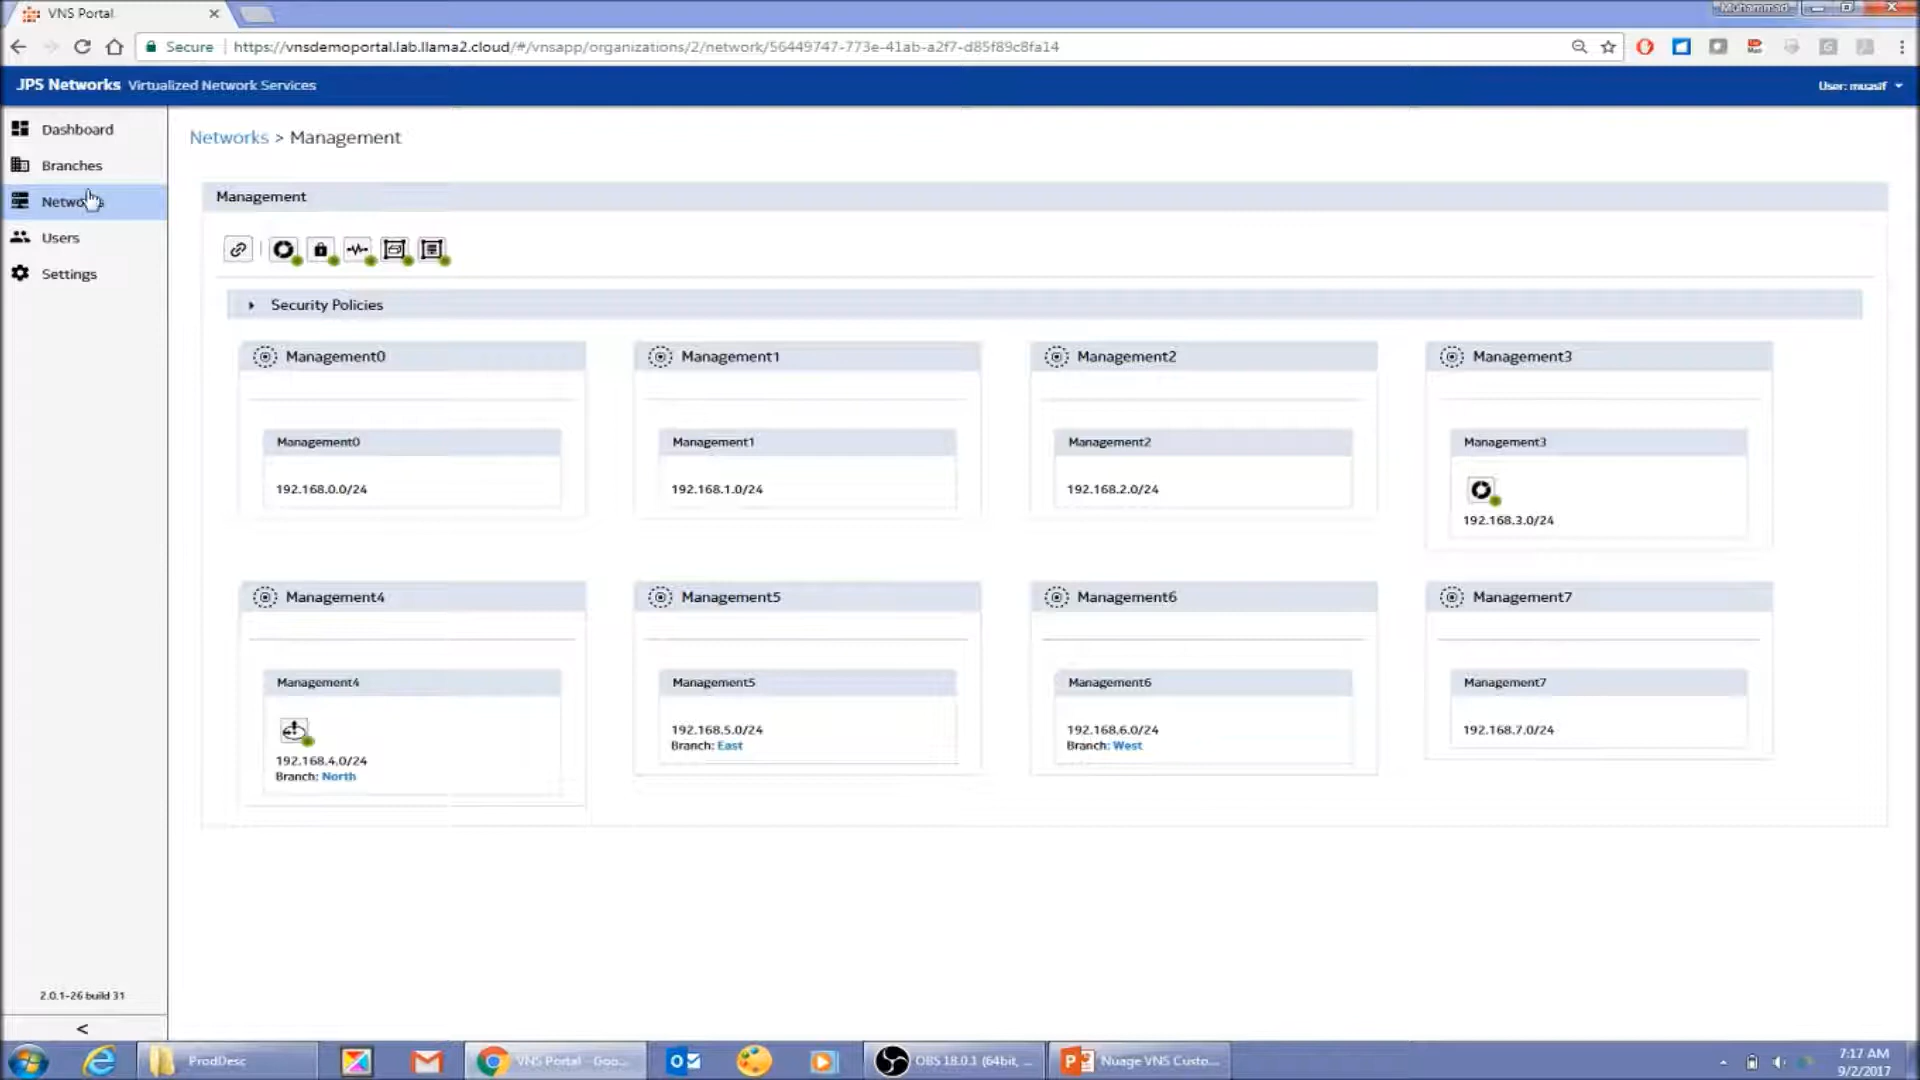 VNS Portal
Muhammad
Secure
https://vnsdemoportal.lab.llama2.cloud/#/vnsapp/organizations/2/network/56449747-773e-41ab-a2f7-d85f89c8fa14
JPS Networks Virtualized Network Services
User: muasif
Dashboard
Branches
Networks
Users
Settings
Networks > Management
Management
Security Policies
Management0
Management1
Management2
Management3
Management0
Management1
Management2
Management3
192.168.0.0/24
192.168.1.0/24
192.168.2.0/24
192.168.3.0/24
Management4
Management5
Management6
Management7
Management4
Management5
Management6
Management7
192.168.4.0/24
Branch: North
192.168.5.0/24
Branch: East
192.168.6.0/24
Branch: West
192.168.7.0/24
2.0.1-26 build 31
<
ProdDesc
VNS Portal - Goo...
OBS 18.0.1 (64bit, ...
Nuage VNS Custo...
7:17 AM
9/2/2017